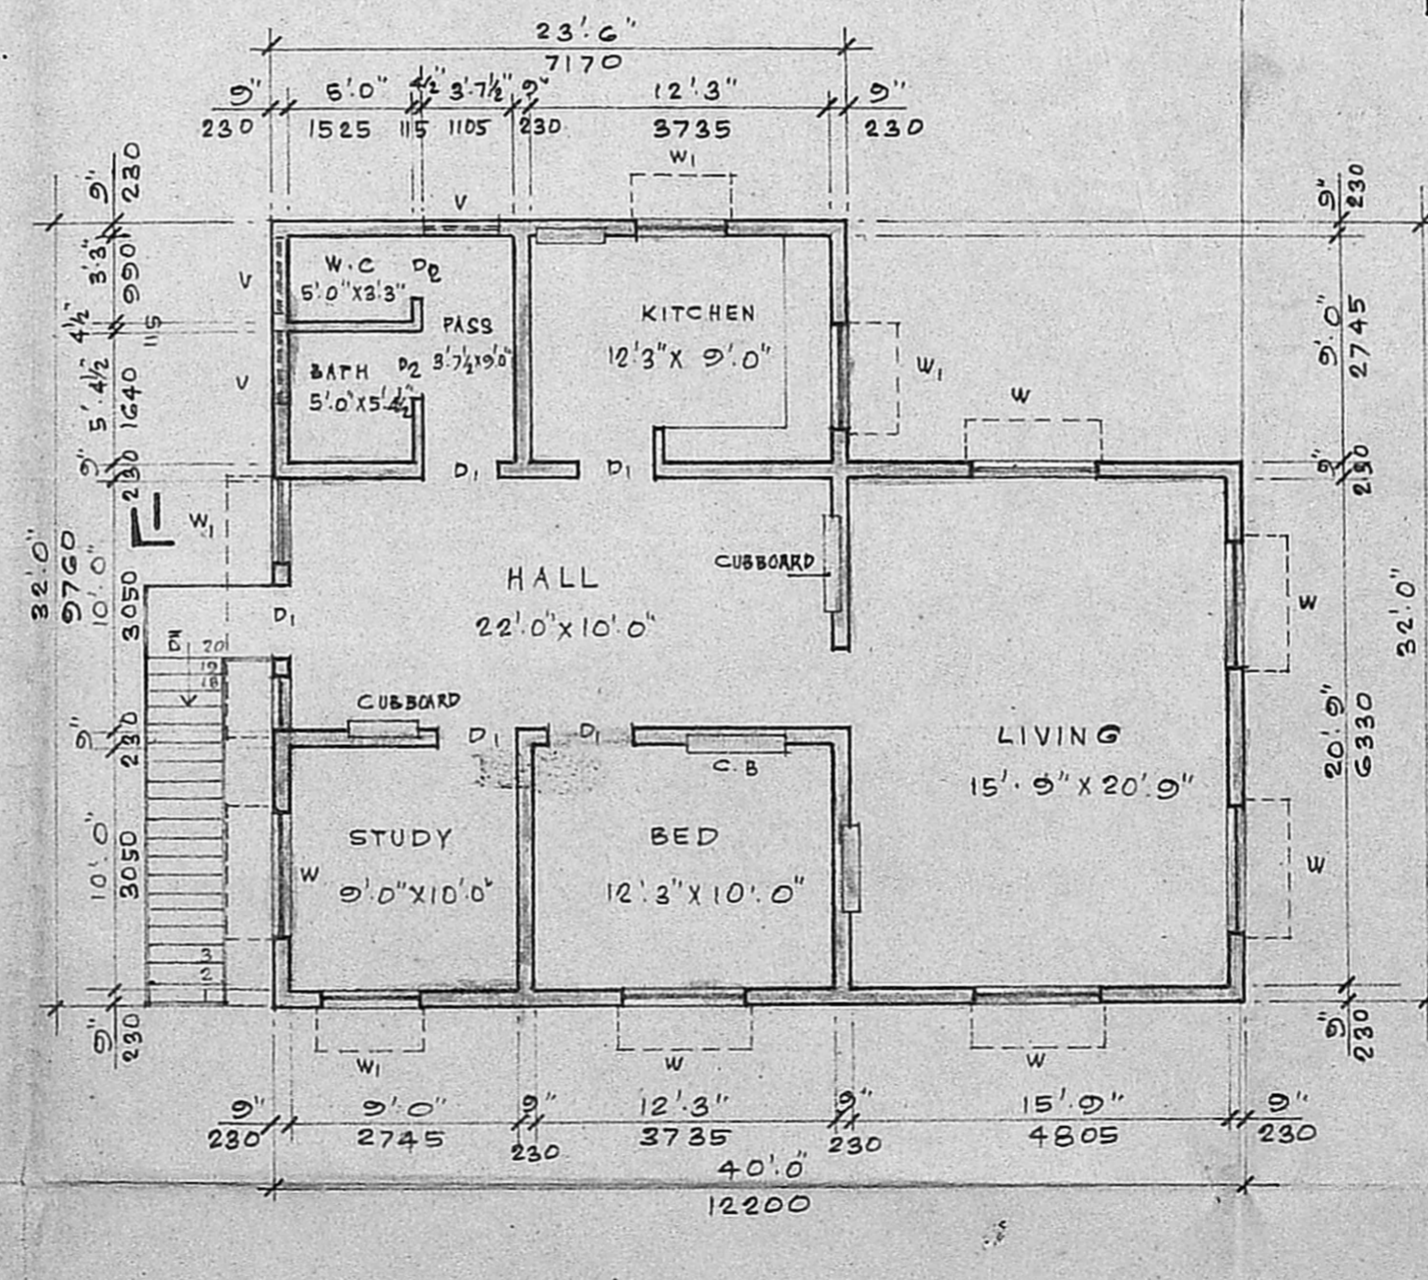 23'.6"
7170
9" 5'.0" 4½" 3'.7½" 9" 12'.3" 9"
230 1525 115 1105 230 3735 230
W1
V
9" 230
9" 230
3'.3" 990
V
W.C D2
5'.0"X3'.3"
4½" 115
PASS
3'.7½"X9'.0"
KITCHEN
12'.3"X 9'.0"
9'.0" 2745
W1
W
5'.4½" 1640
V
BATH D2
5'.0"X5'.4½"
9" 230
D1
D1
9" 230
W1
CUBBOARD
HALL
22'.0"X10'.0"
32'.0"
9760
10'.0"
3050
D1
W
32'.0"
DN
20
19
18
CUBBOARD
9" 230
D1
D1
C.B
LIVING
15'.9"X20'.9"
20'.9"
6330
STUDY
9'.0"X10'.0"
W
BED
12'.3"X10'.0"
W
10'.0"
3050
3
2
1
9" 230
W1
W
W
9" 230
9" 9'.0" 9" 12'.3" 9" 15'.9" 9"
230 2745 230 3735 230 4805 230
40'.0"
12200